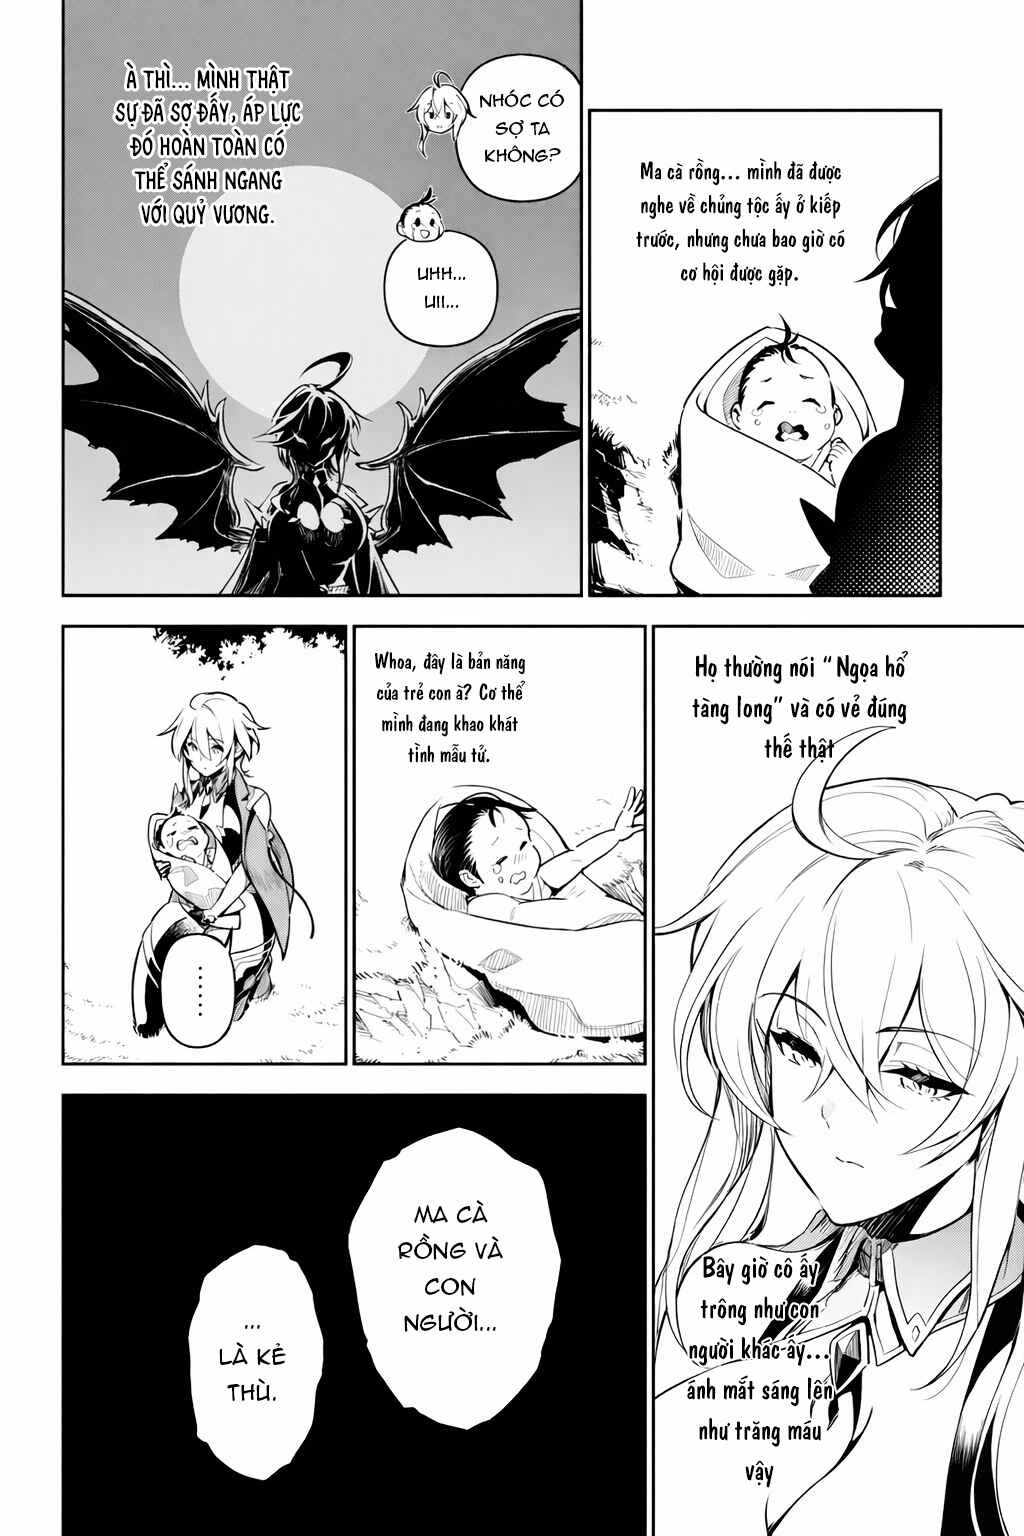 Ma cà rồng... mình đã được
nghe về chủng tộc ấy ở kiếp
trước, nhưng chưa bao giờ có
cơ hội được gặp.
NHÓC CÓ
SỢ TA
KHÔNG?
UHH...
UII...
À THÌ... MÌNH THẬT
SỰ ĐÃ SỢ ĐẤY, ÁP LỰC
ĐÓ HOÀN TOÀN CÓ
THỂ SÁNH NGANG
VỚI QUỶ VƯƠNG.
Họ thường nói “ Ngọa hổ
tàng long” và có vẻ đúng
thế thật
Bây giờ cô ấy
trông như con
người khác ấy...
ánh mắt sáng lên
như trăng máu
vậy
Whoa, đây là bản năng
của trẻ con à? Cơ thể
mình đang khao khát
tình mẫu tử.
......
MA CÀ
RỒNG VÀ
CON
NGƯỜI...
...
LÀ KẺ
THÙ.